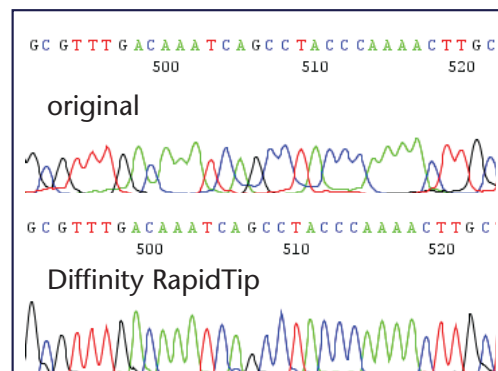 GCGTTTGACAAATCAGCCTACCCAAAACTTGC
500 510 520
original
GCGTTTGACAAATCAGCCTACCCAAAACTTGC
500 510 520
Diffinity RapidTip